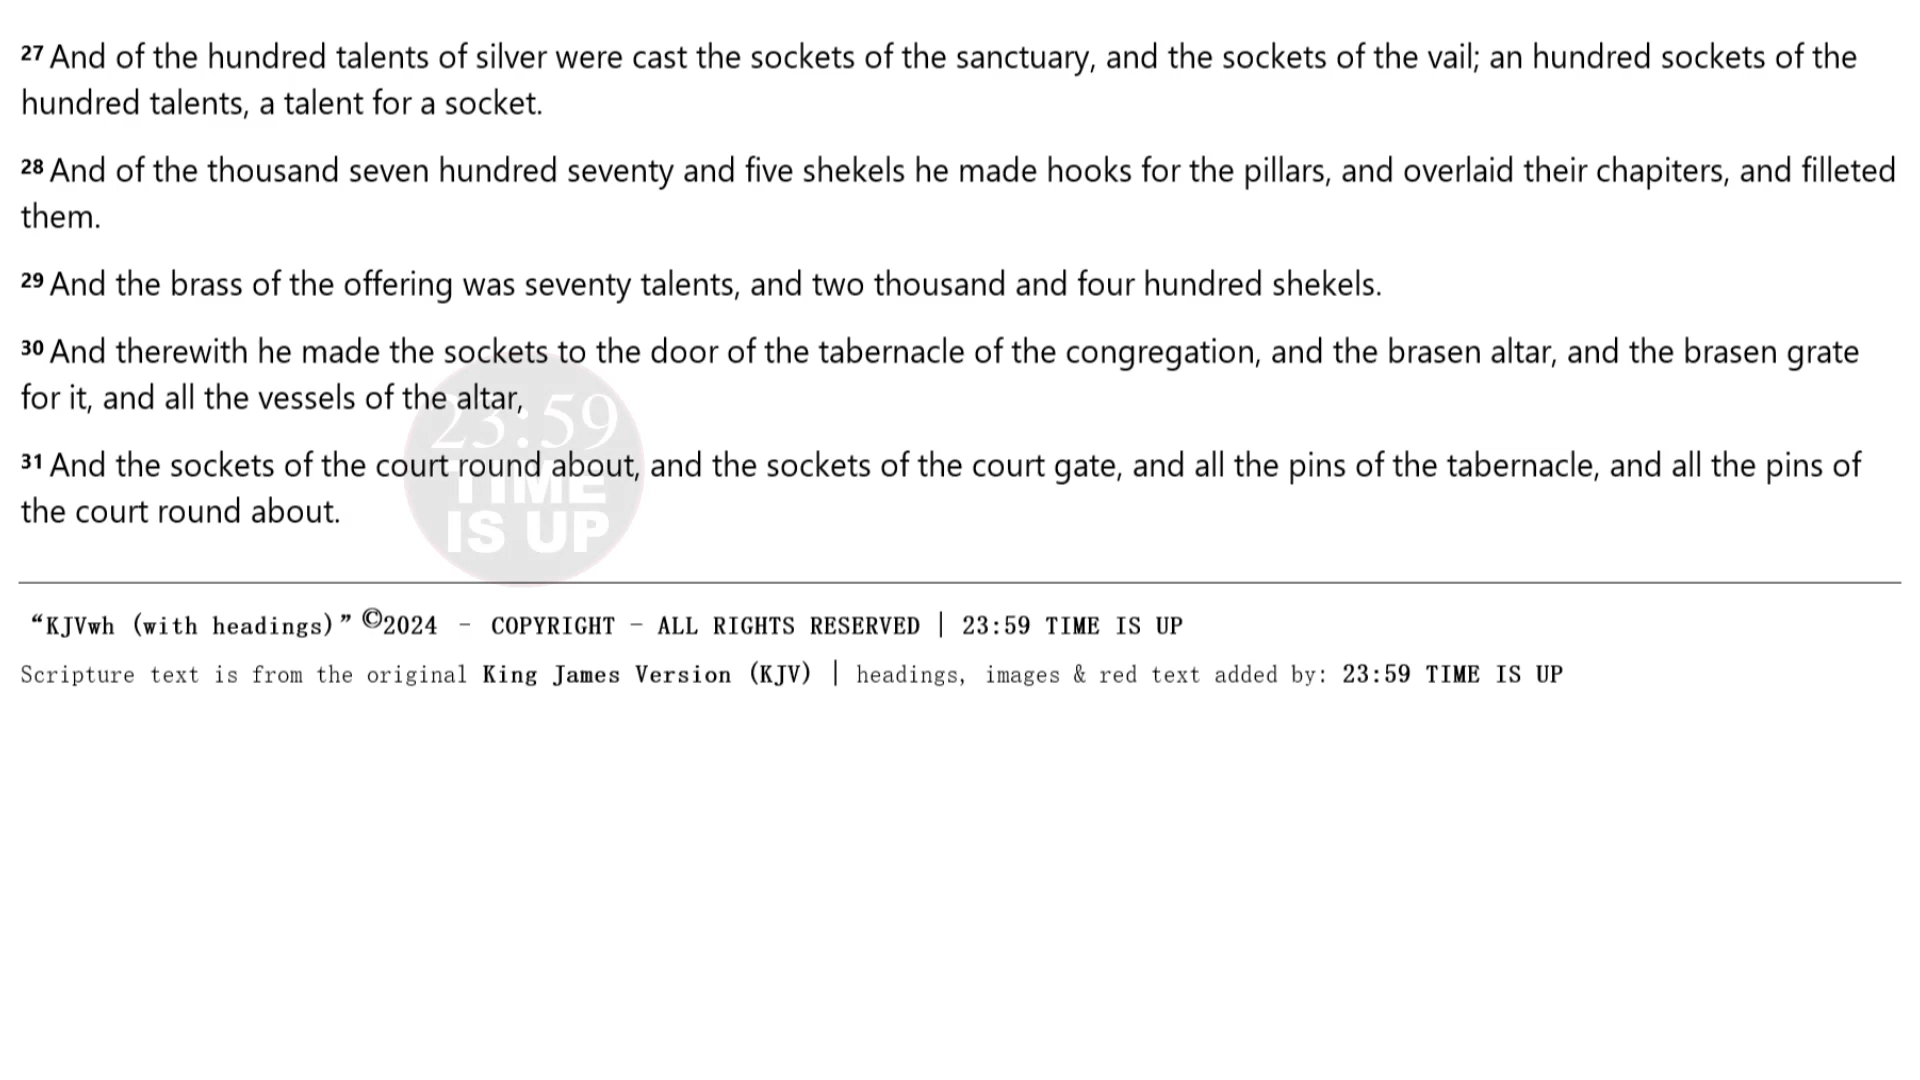 27 And of the hundred talents of silver were cast the sockets of the sanctuary, and the sockets of the vail; an hundred sockets of the
hundred talents, a talent for a socket.
28 And of the thousand seven hundred seventy and five shekels he made hooks for the pillars, and overlaid their chapiters, and filleted
them.
29 And the brass of the offering was seventy talents, and two thousand and four hundred shekels.
30 And therewith he made the sockets to the door of the tabernacle of the congregation, and the brasen altar, and the brasen grate
for it, and all the vessels of the altar,
23:59
31 And the sockets of the court round about, and the sockets of the court gate, and all the pins of the tabernacle, and all the pins of
TIME
the court round about.
IS UP
“KJVwh (with headings)” ©2024 - COPYRIGHT - ALL RIGHTS RESERVED | 23:59 TIME IS UP
Scripture text is from the original King James Version (KJV) | headings, images & red text added by: 23:59 TIME IS UP